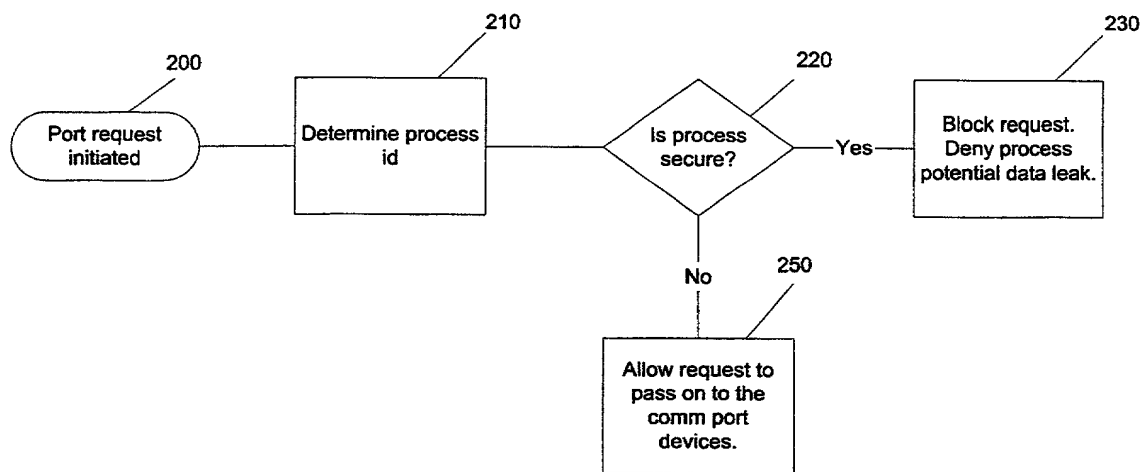 200
Port request
initiated
210
Determine process
id
220
Is process
secure?
Yes
230
Block request.
Deny process
potential data leak.
No
250
Allow request to
pass on to the
comm port
devices.